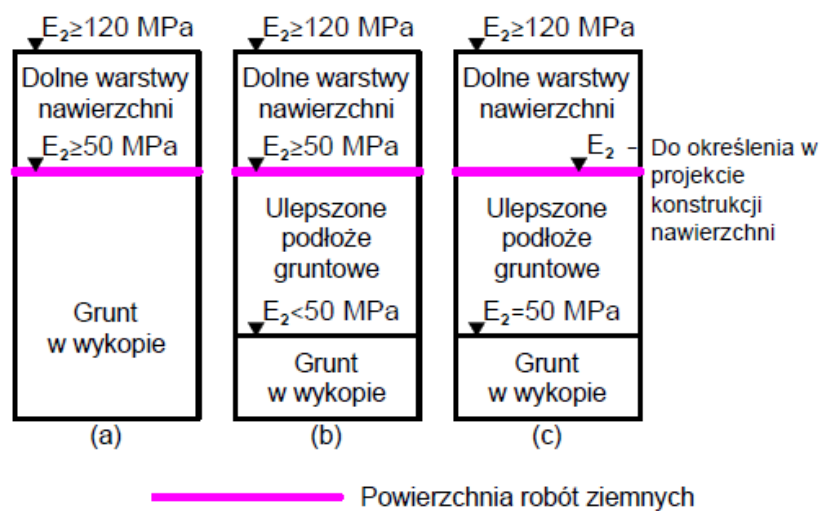 E₂≥120 MPa
Dolne warstwy
nawierzchni
E₂≥50 MPa
Grunt
w wykopie
(a)
E₂≥120 MPa
Dolne warstwy
nawierzchni
E₂≥50 MPa
Ulepszone
podłoże
gruntowe
E₂<50 MPa
Grunt
w wykopie
(b)
E₂≥120 MPa
Dolne warstwy
nawierzchni
E₂ - Do określenia w
projekcie
konstrukcji
nawierzchni
Ulepszone
podłoże
gruntowe
E₂=50 MPa
Grunt
w wykopie
(c)
Powierzchnia robót ziemnych